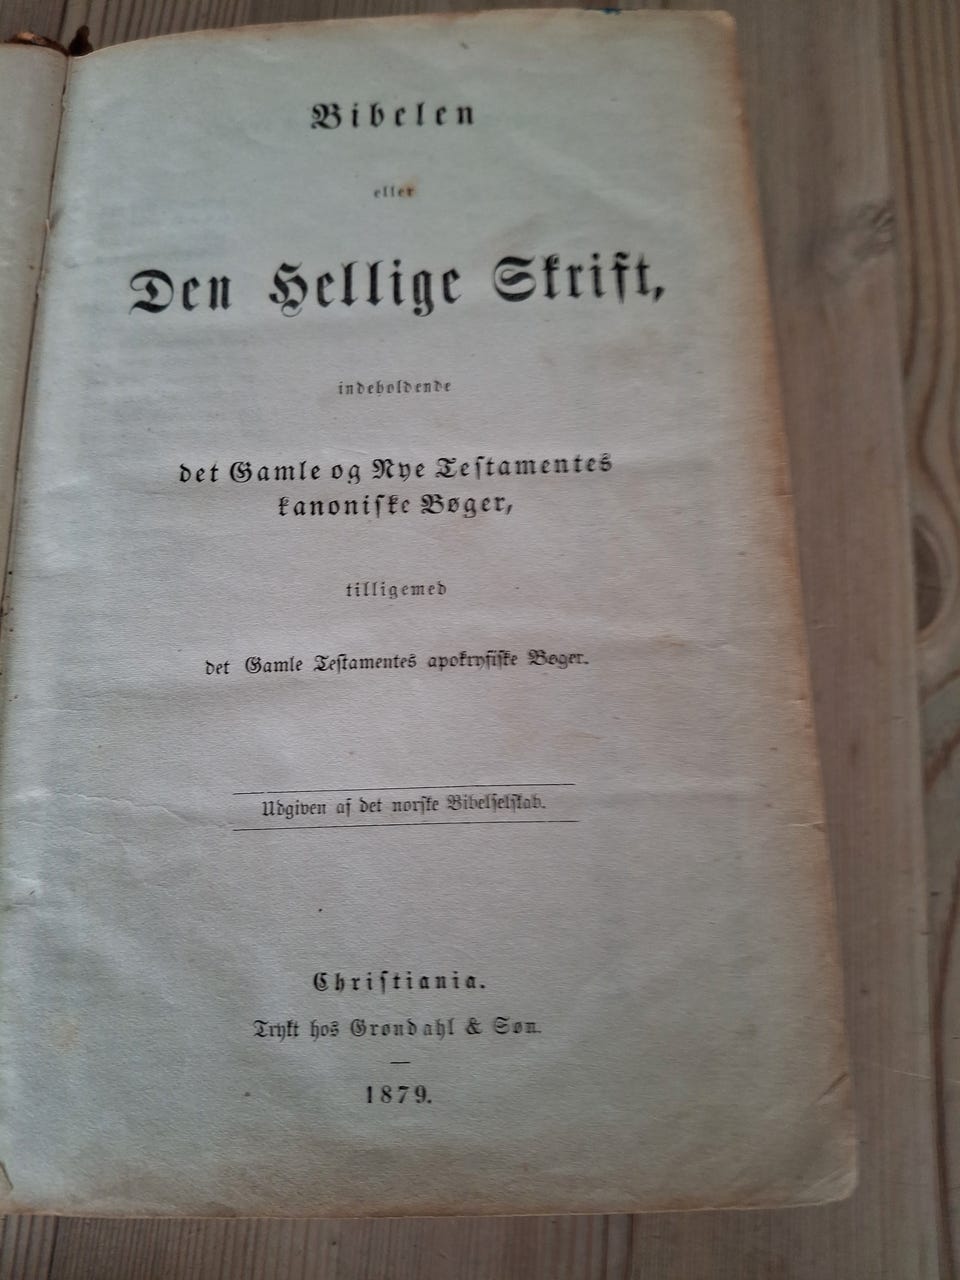 Bibelen
eller
Den Hellige Skrift,
indeholdende
det Gamle og Nye Testamentes
kanoniske Bøger,
tilligemed
det Gamle Testamentes apokryfiske Bøger.
Udgiven af det norske Bibelselskab.
Christiania.
Trykt hos Grøndahl & Søn.
1879.